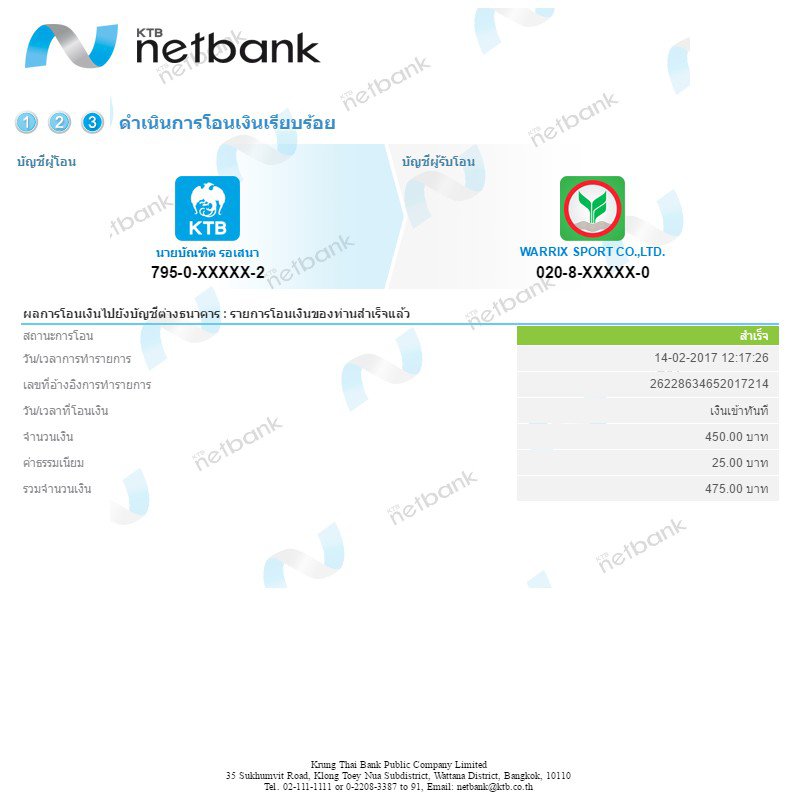 KTB
netbank
1 2 3 ดำเนินการโอนเงินเรียบร้อย
บัญชีผู้โอน บัญชีผู้รับโอน
KTB
นายบัณฑิต รอเสนา WARRIX SPORT CO.,LTD.
795-0-XXXXX-2 020-8-XXXXX-0
ผลการโอนเงินไปยังบัญชีต่างธนาคาร : รายการโอนเงินของท่านสำเร็จแล้ว
สถานะการโอน สำเร็จ
วัน/เวลาการทำรายการ 14-02-2017 12:17:26
เลขที่อ้างอิงการทำรายการ 26228634652017214
วัน/เวลาที่โอนเงิน เงินเข้าทันที
จำนวนเงิน 450.00 บาท
ค่าธรรมเนียม 25.00 บาท
รวมจำนวนเงิน 475.00 บาท
Krung Thai Bank Public Company Limited
35 Sukhumvit Road, Klong Toey Nua Subdistrict, Wattana District, Bangkok, 10110
Tel. 02-111-1111 or 0-2208-3387 to 91, Email: netbank@ktb.co.th